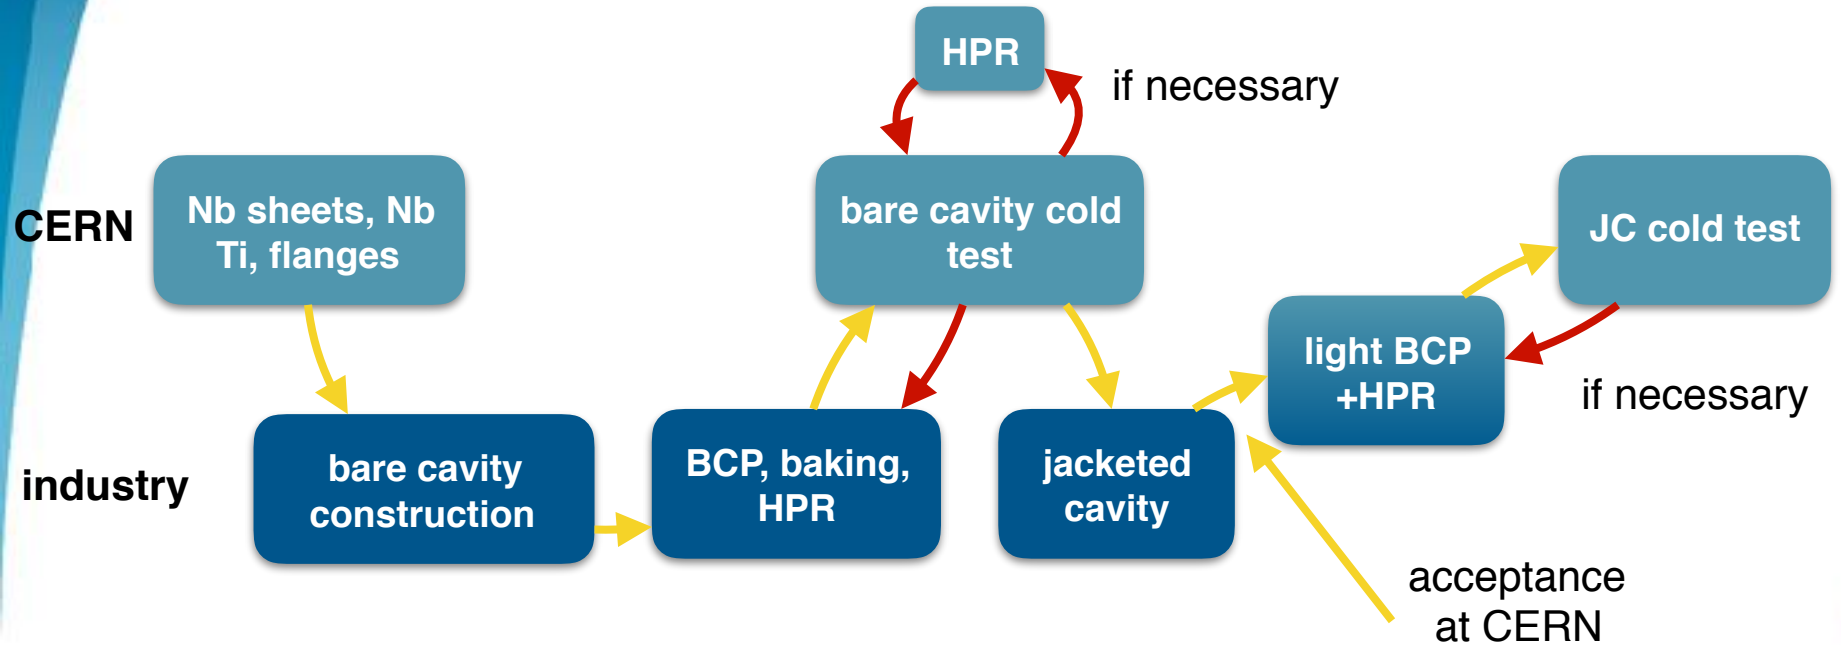 HPR
if necessary
CERN
Nb sheets, Nb
Ti, flanges
bare cavity cold
test
JC cold test
light BCP
+HPR
if necessary
industry
bare cavity
construction
BCP, baking,
HPR
jacketed
cavity
acceptance
at CERN